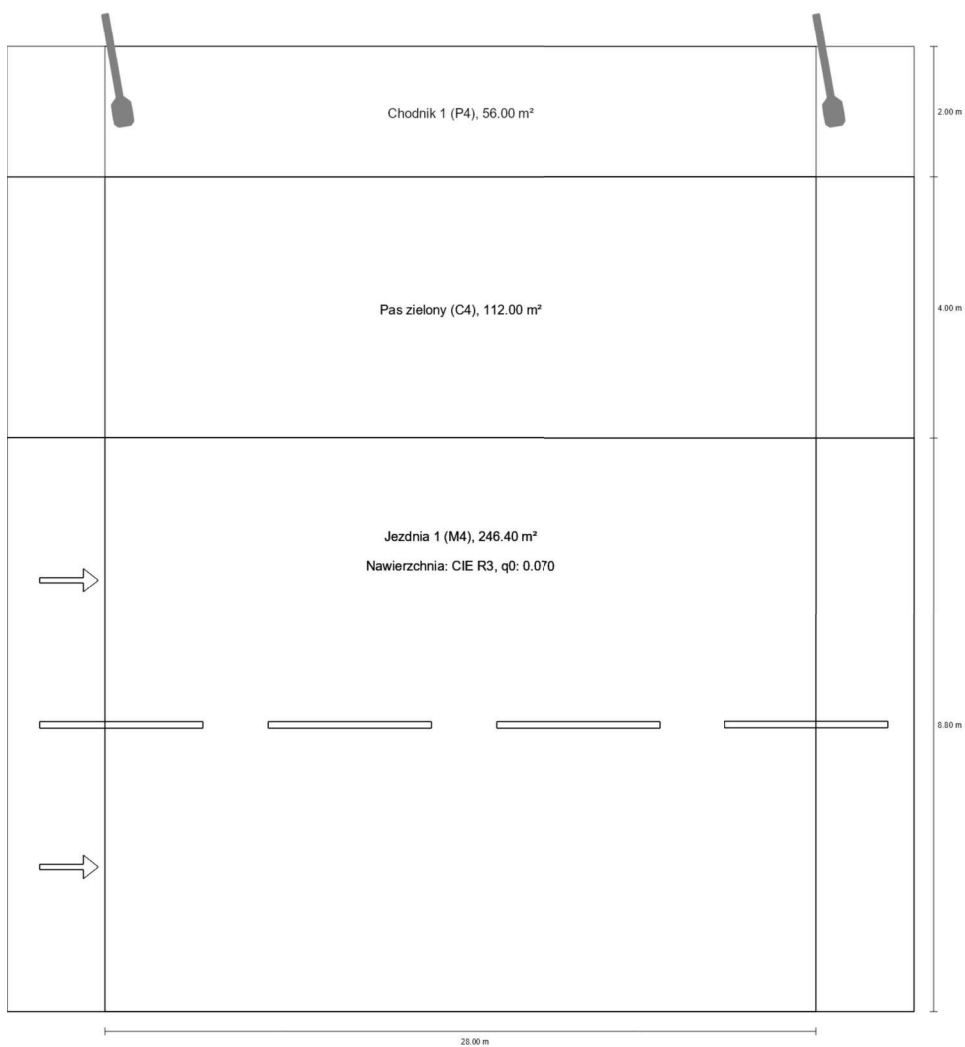 Chodnik 1 (P4), 56.00 m²
2.00 m
Pas zielony (C4), 112.00 m²
4.00 m
Jezdnia 1 (M4), 246.40 m²
Nawierzchnia: CIE R3, q0: 0.070
8.80 m
28.00 m